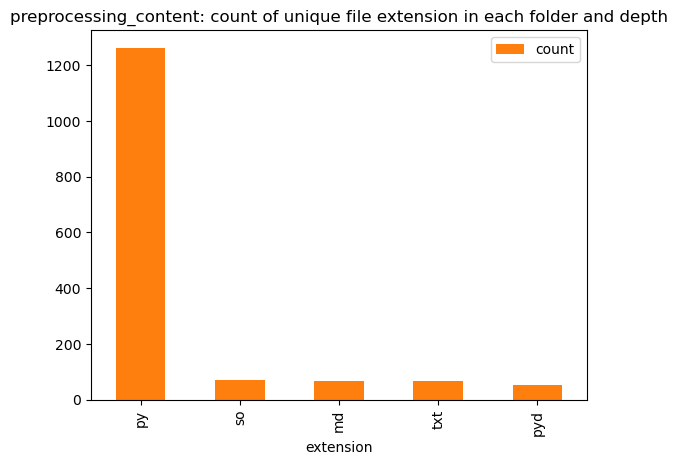 preprocessing_content: count of unique file extension in each folder and depth
count
1200
1000
800
600
400
200
0
py
so
md
txt
pyd
extension